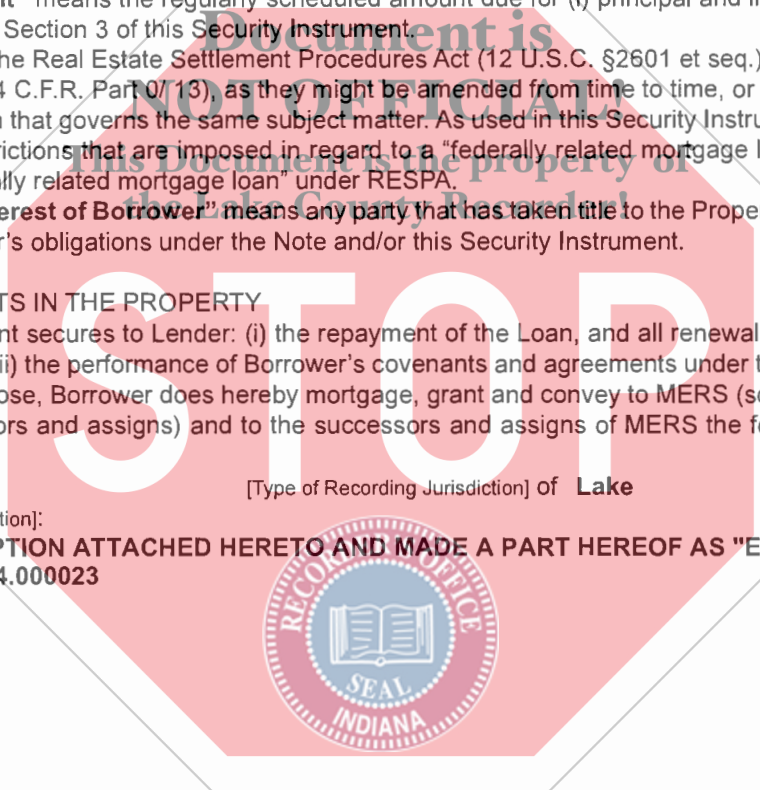 nt" means the regularly scheduled amount due for (i) principal and in
Section 3 of this Security Instrument.
Document is
he Real Estate Settlement Procedures Act (12 U.S.C. §2601 et seq.)
4 C.F.R. Part 0/ 13), as they might be amended from time to time, or
NOT OFFICIAL!
n that governs the same subject matter. As used in this Security Instru
rictions that are imposed in regard to a “federally related mortgage l
This Document is the property of
lly related mortgage loan” under RESPA.
the Lake County Recorder!
erest of Borrower” means any party that has taken title to the Prope
r’s obligations under the Note and/or this Security Instrument.
TS IN THE PROPERTY
nt secures to Lender: (i) the repayment of the Loan, and all renewal
ii) the performance of Borrower’s covenants and agreements under t
ose, Borrower does hereby mortgage, grant and convey to MERS (so
ors and assigns) and to the successors and assigns of MERS the fo
STOP
[Type of Recording Jurisdiction] of Lake
tion]:
PTION ATTACHED HERETO AND MADE A PART HEREOF AS "E
4.000023
RECORDER'S OFFICE
SEAL
INDIANA